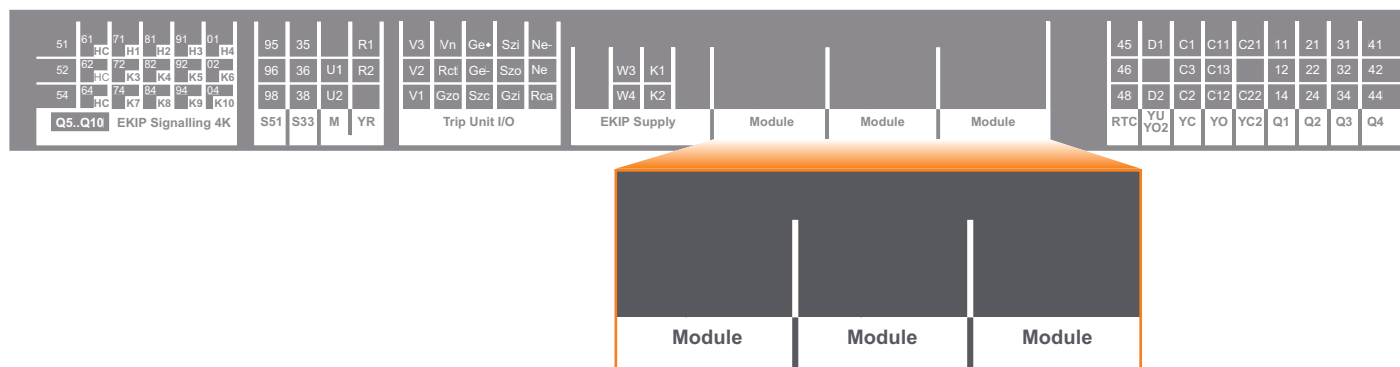 51 61 HC 71 H1 81 H2 91 H3 01 H4 95 35 R1 V3 Vn Ge+ Szi Ne- 45 D1 C1 C11 C21 11 21 31 41
52 62 HC 72 K3 82 K4 92 K5 02 K6 96 36 U1 R2 V2 Rct Ge- Szo Ne W3 K1 46 C3 C13 12 22 32 42
54 64 HC 74 K7 84 K8 94 K9 04 K10 98 38 U2 V1 Gzo Szc Gzi Rca W4 K2 48 D2 C2 C12 C22 14 24 34 44
Q5..Q10 EKIP Signalling 4K S51 S33 M YR Trip Unit I/O EKIP Supply Module Module Module RTC YU YO2 YC YO YC2 Q1 Q2 Q3 Q4
Module Module Module